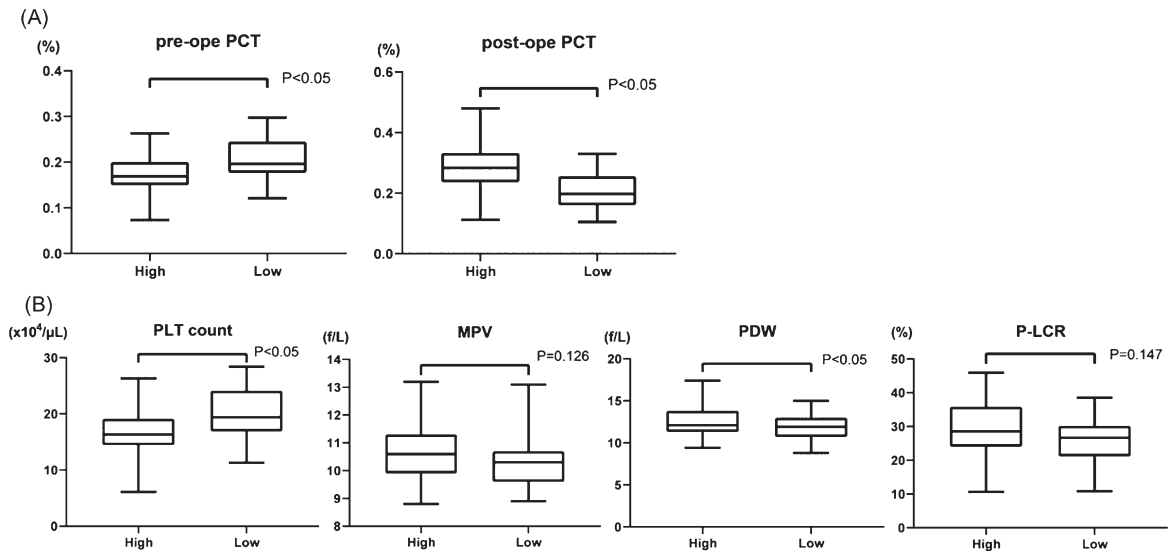 (A)
pre-ope PCT
(%)
0.4
0.3
0.2
0.1
0.0
P<0.05
High
Low
post-ope PCT
(%)
0.6
0.4
0.2
0.0
P<0.05
High
Low
(B)
PLT count
(x10⁴/μL)
30
20
10
0
P<0.05
High
Low
MPV
(f/L)
14
13
12
11
10
9
8
P=0.126
High
Low
PDW
(f/L)
20
15
10
5
0
P<0.05
High
Low
P-LCR
(%)
50
40
30
20
10
0
P=0.147
High
Low